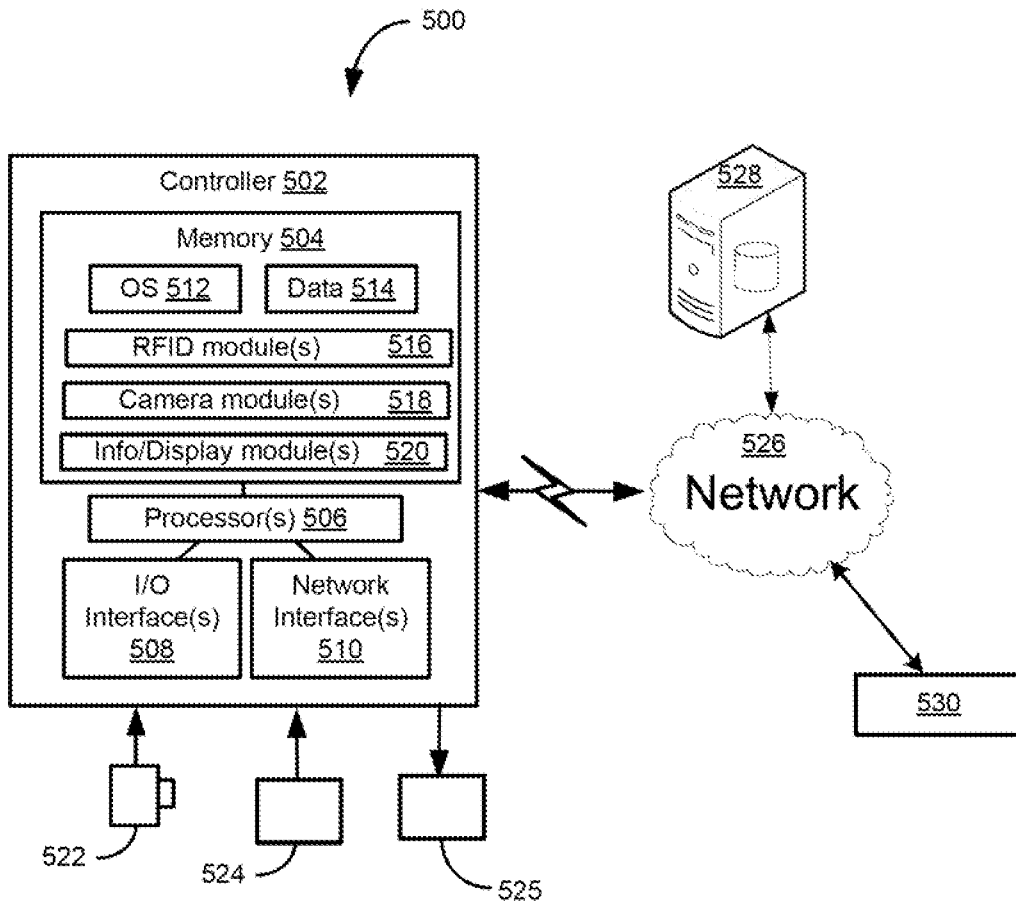 500
Controller 502
Memory 504
OS 512
Data 514
RFID module(s) 516
Camera module(s) 518
Info/Display module(s) 520
Processor(s) 506
I/O
Interface(s)
508
Network
Interface(s)
510
522
524
525
528
526
Network
530